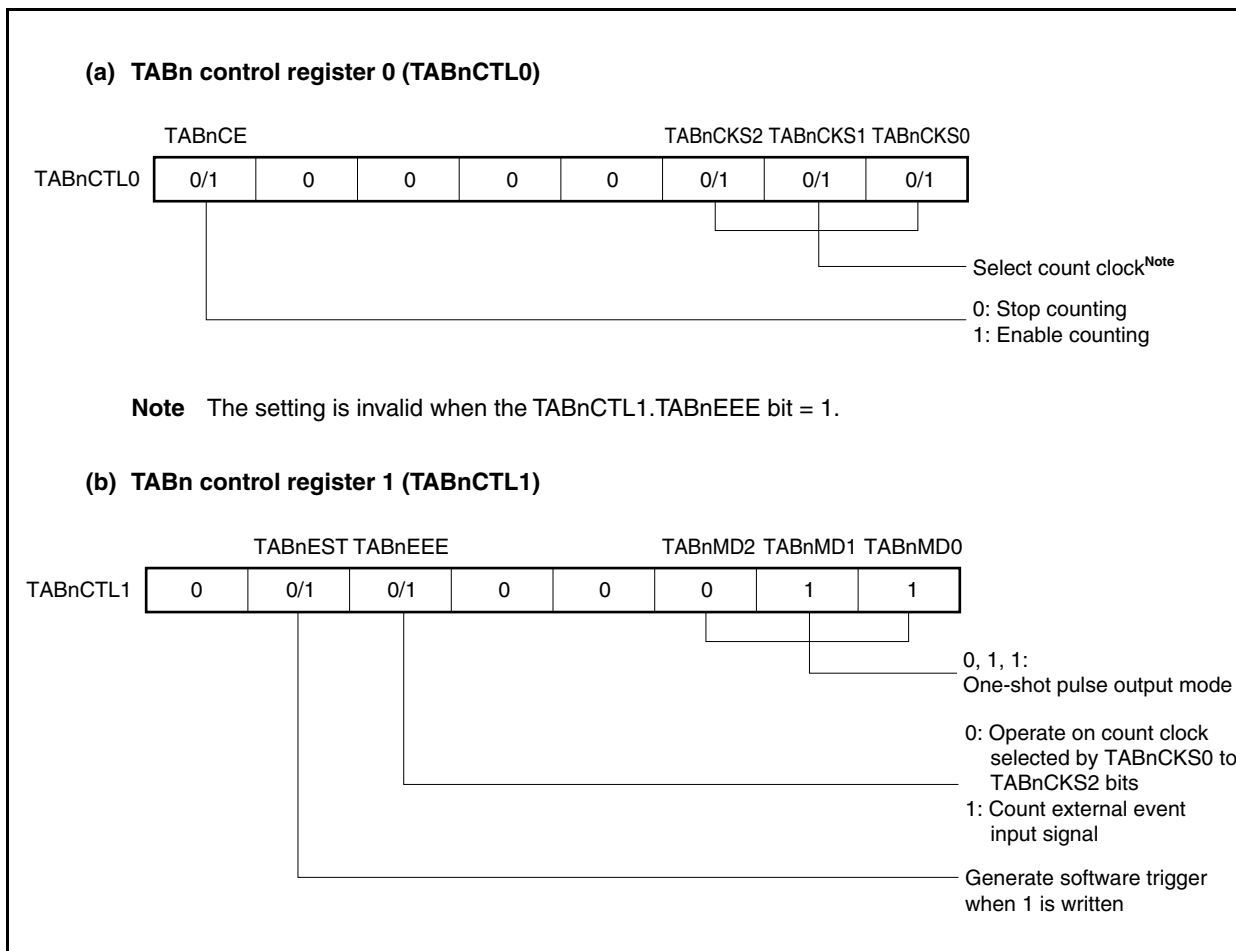 (a) TABn control register 0 (TABnCTL0)
TABnCE TABnCKS2 TABnCKS1 TABnCKS0
TABnCTL0 0/1 0 0 0 0 0/1 0/1 0/1
Select count clockNote
0: Stop counting
1: Enable counting
Note The setting is invalid when the TABnCTL1.TABnEEE bit = 1.
(b) TABn control register 1 (TABnCTL1)
TABnEST TABnEEE TABnMD2 TABnMD1 TABnMD0
TABnCTL1 0 0/1 0/1 0 0 0 1 1
0, 1, 1:
One-shot pulse output mode
0: Operate on count clock
selected by TABnCKS0 to
TABnCKS2 bits
1: Count external event
input signal
Generate software trigger
when 1 is written